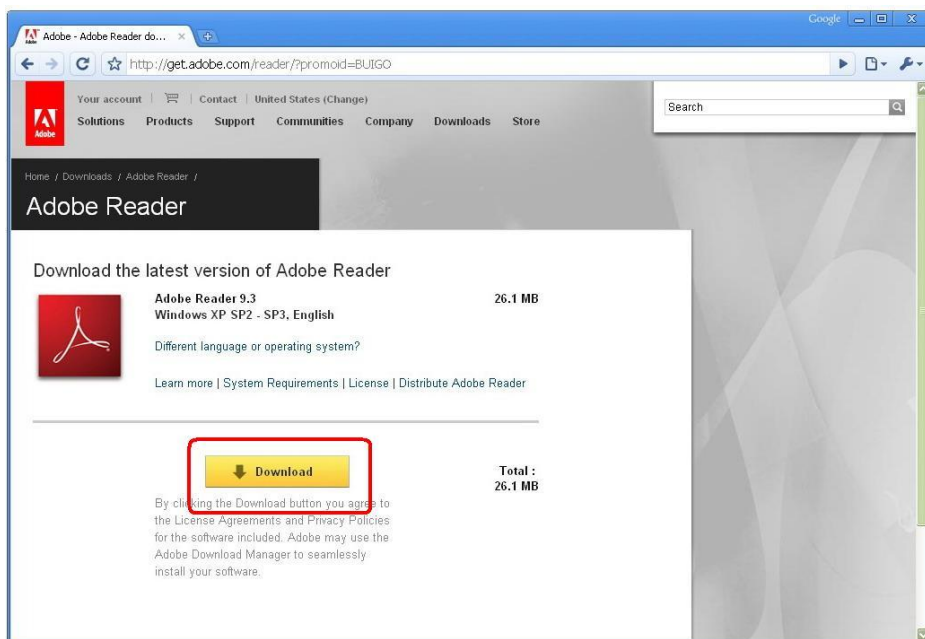 Google
Adobe - Adobe Reader do...
http://get.adobe.com/reader/?promoid=BUIGO
Your account | | Contact | United States (Change)
Solutions Products Support Communities Company Downloads Store
Search
Adobe
Home / Downloads / Adobe Reader /
Adobe Reader
Download the latest version of Adobe Reader
Adobe Reader 9.3 26.1 MB
Windows XP SP2 - SP3, English
Different language or operating system?
Learn more | System Requirements | License | Distribute Adobe Reader
Download
Total :
26.1 MB
By clicking the Download button you agree to
the License Agreements and Privacy Policies
for the software included. Adobe may use the
Adobe Download Manager to seamlessly
install your software.